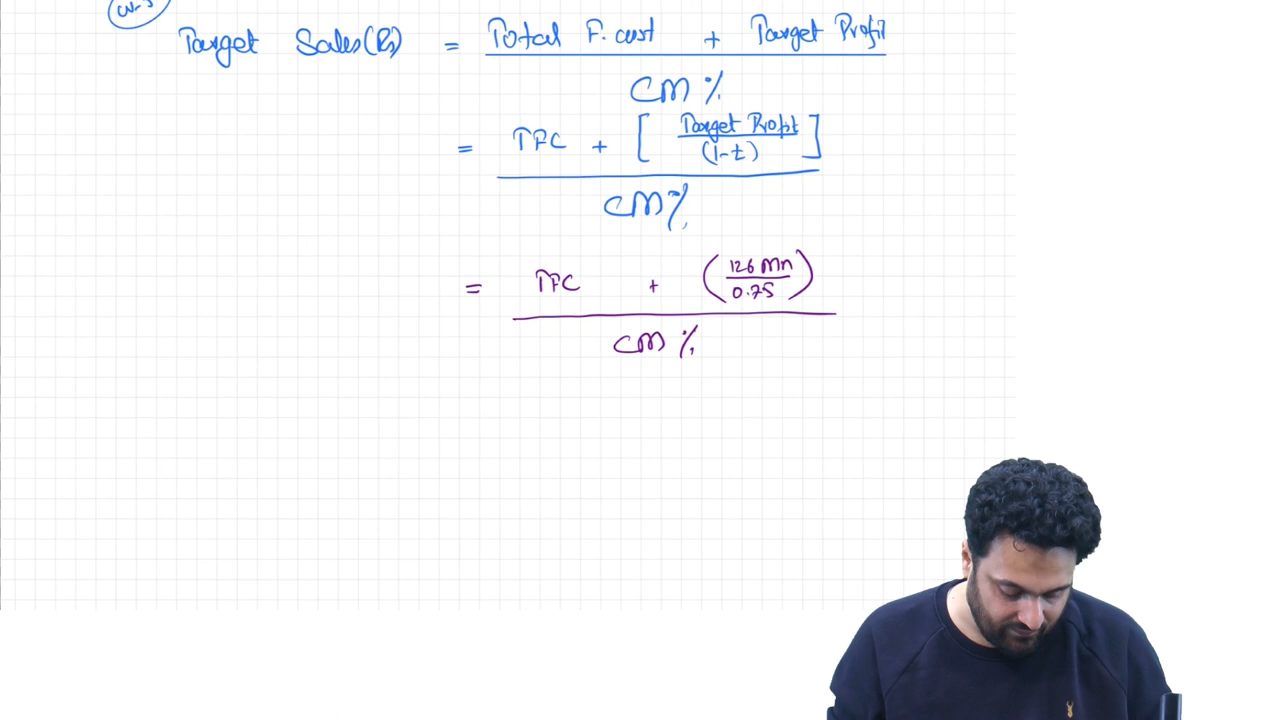 Target Sales(Rs) = Total F. cost + Target Profit
CM %
= TFC + [ Target Profit
(1-t) ]
CM %
= TFC + ( 126 Mn
0.75 )
CM %